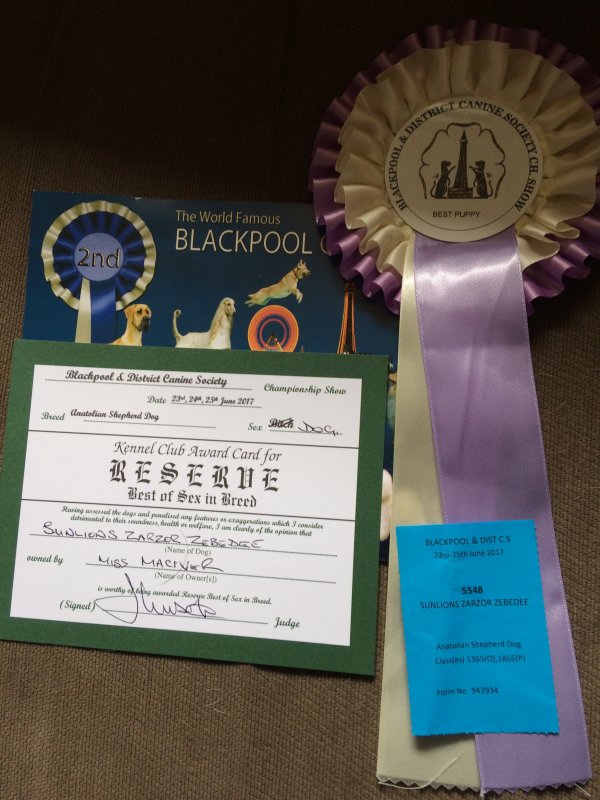 BLACKPOOL & DISTRICT CANINE SOCIETY CH. SHOW
BEST PUPPY
The World Famous
BLACKPOOL
2nd
Blackpool & District Canine Society Championship Show
Date 23rd, 24th, 25th June 2017
Breed Anatolian Shepherd Dog Sex Bitch DOG
Kennel Club Award Card for
RESERVE
Best of Sex in Breed
Having assessed the dogs and penalised any features or exaggerations which I consider
detrimental to their soundness, health or welfare, I am clearly of the opinion that
SUNLIONS ZARZOR ZEBEDEE
(Name of Dog)
owned by MISS MACIVER
(Name of Owner(s))
is worthy of being awarded Reserve Best of Sex in Breed.
(Signed) Judge
BLACKPOOL & DIST C S
23rd-25th June 2017
5548
SUNLIONS ZARZOR ZEBEDEE
Anatolian Shepherd Dog
Class(es) 1365(O),1866(P)
Form No 942934